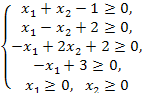 x₁ + x₂ − 1 ≥ 0,
x₁ − x₂ + 2 ≥ 0,
−x₁ + 2x₂ + 2 ≥ 0,
−x₁ + 3 ≥ 0,
x₁ ≥ 0, x₂ ≥ 0